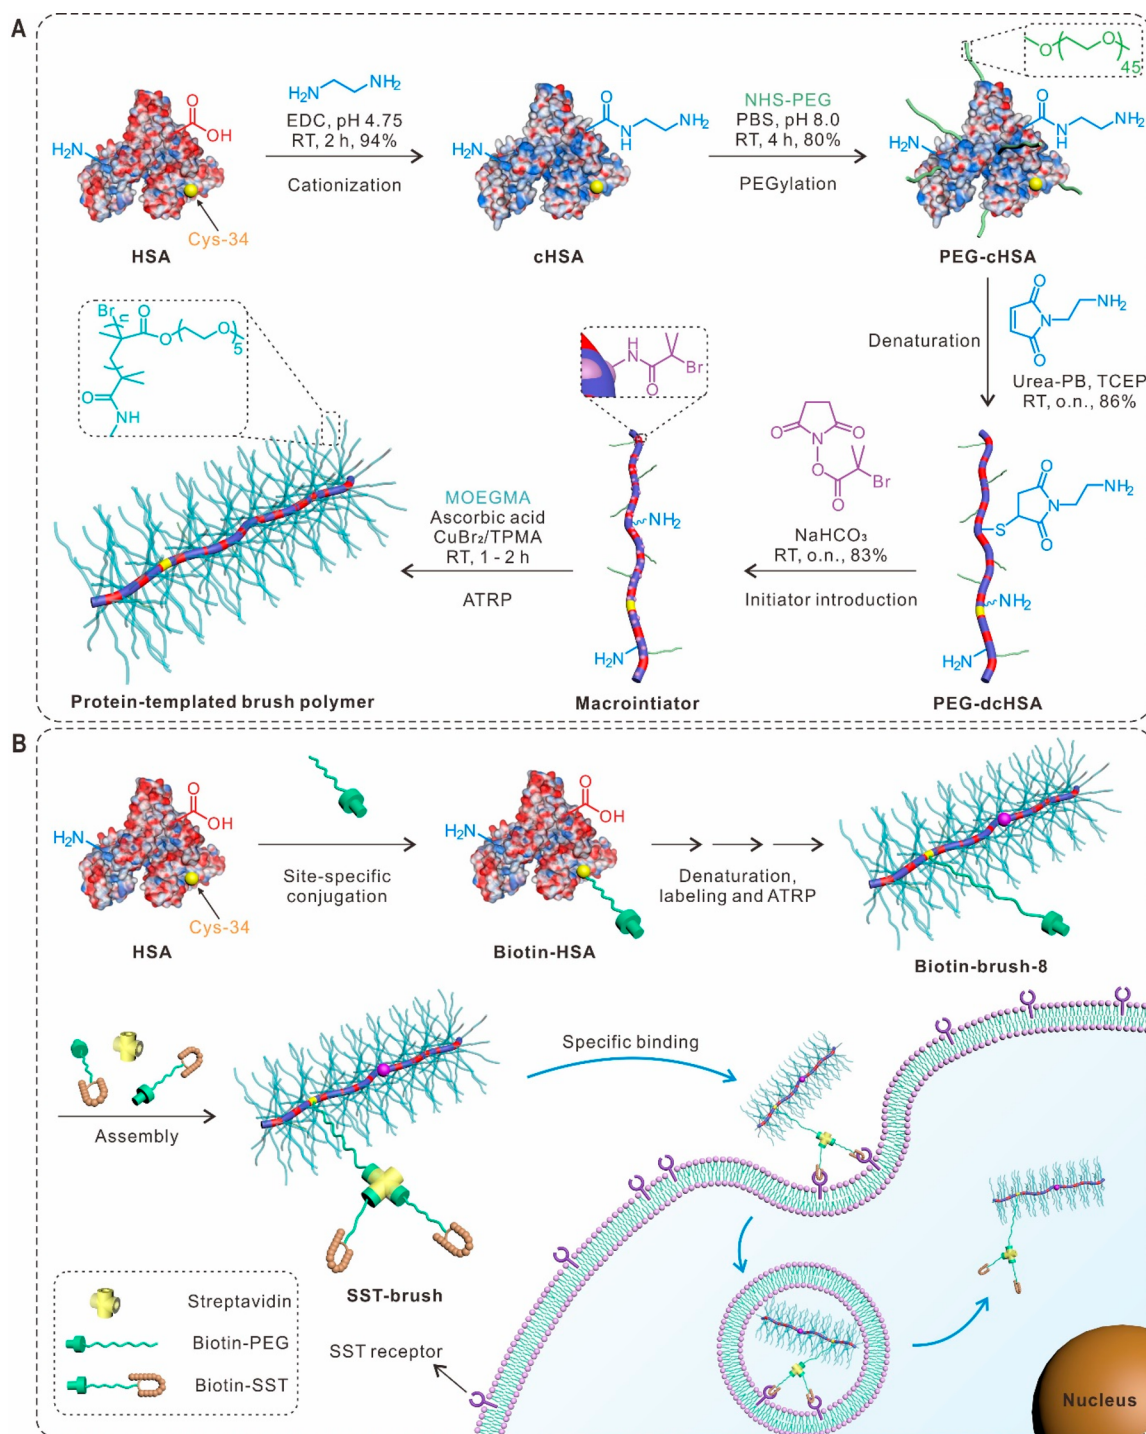 A
H₂N
O
OH
Cys-34
HSA
H₂N
NH₂
EDC, pH 4.75
RT, 2 h, 94%
Cationization
H₂N
O
N
H
NH₂
cHSA
NHS-PEG
PBS, pH 8.0
RT, 4 h, 80%
PEGylation
O
O
45
H₂N
O
N
H
NH₂
PEG-cHSA
Denaturation
O
N
O
NH₂
Urea-PB, TCEP
RT, o.n., 86%
Br
n
O
O
O
5
O
NH
H
N
O
Br
O
N
O
O
O
Br
MOEGMA
Ascorbic acid
CuBr₂/TPMA
RT, 1 - 2 h
ATRP
NH₂
H₂N
NaHCO₃
RT, o.n., 83%
Initiator introduction
S
O
N
O
NH₂
NH₂
H₂N
Protein-templated brush polymer
Macrointiator
PEG-dcHSA
B
H₂N
O
OH
Cys-34
HSA
Site-specific
conjugation
H₂N
O
OH
Biotin-HSA
Denaturation,
labeling and ATRP
Biotin-brush-8
Assembly
SST-brush
Specific binding
Streptavidin
Biotin-PEG
Biotin-SST
SST receptor
Nucleus